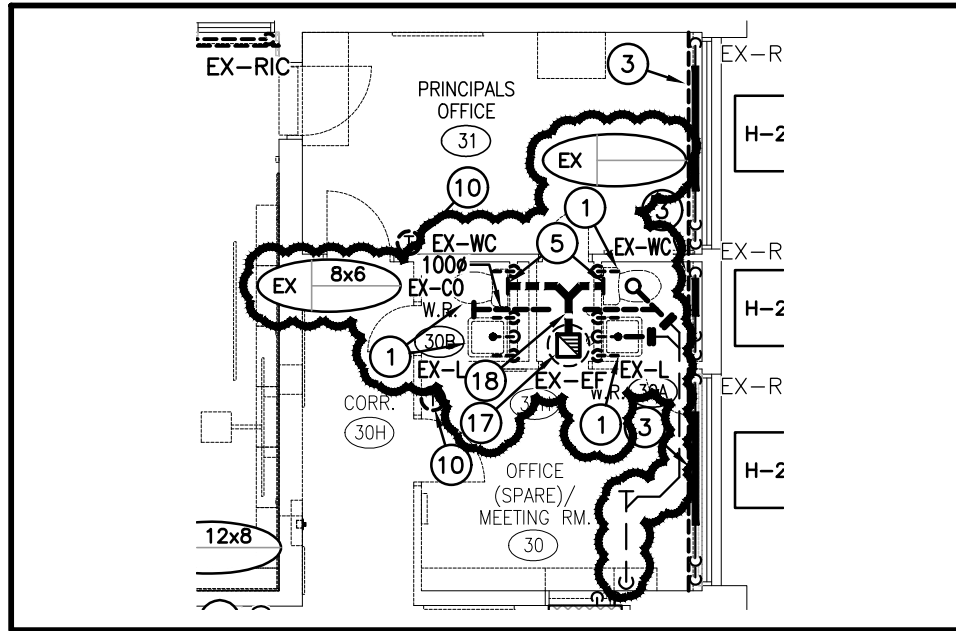 EX-RIC
3
EX-R
PRINCIPALS
OFFICE
31
H-2
EX
10
1
3
5
EX-WC
EX-WC
EX-R
8x6
100ø
EX
EX-CO
W.R.
H-2
30B
1
EX-L
18
EX-EF
EX-L
W.R.
30A
EX-R
CORR.
17
1
3
30H
10
OFFICE
(SPARE)/
MEETING RM.
30
H-2
T
12x8